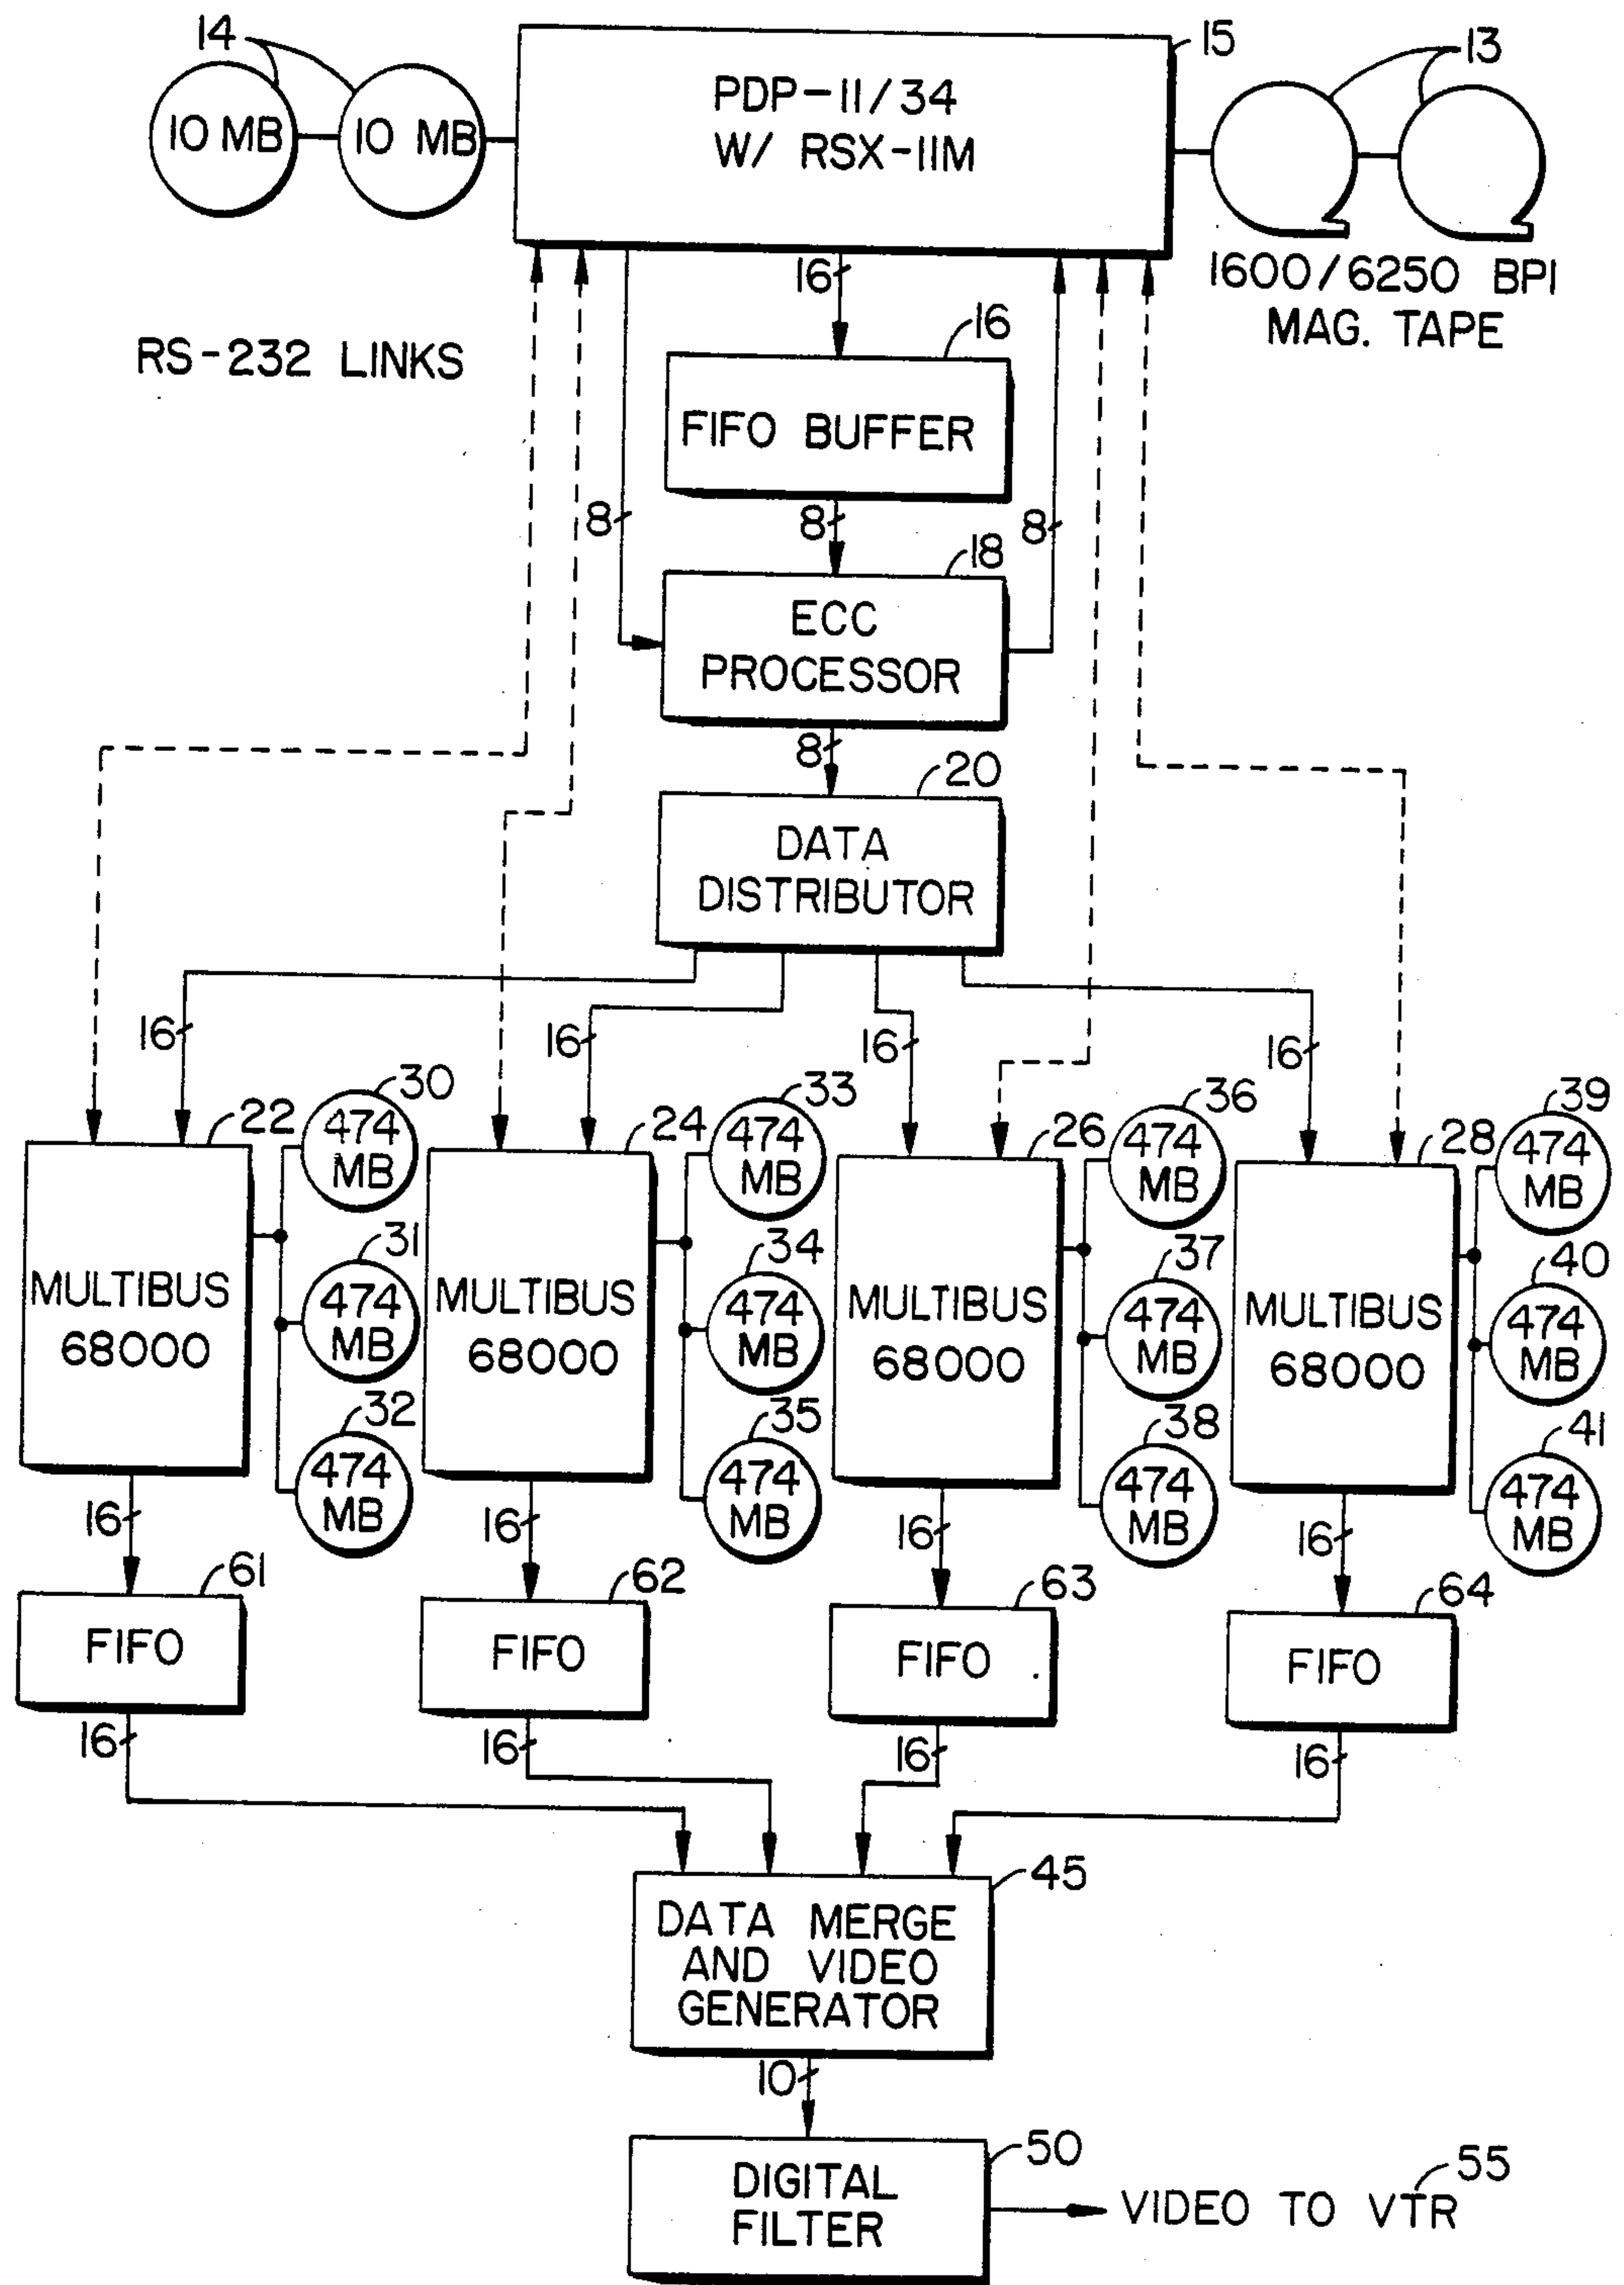 14
15
13
10 MB
10 MB
PDP-11/34
W/ RSX-11M
1600/6250 BPI
MAG. TAPE
RS-232 LINKS
16
16
FIFO BUFFER
8
8
8
18
ECC
PROCESSOR
8
20
DATA
DISTRIBUTOR
16
16
16
16
22
30
474
MB
24
33
474
MB
26
36
474
MB
28
39
474
MB
MULTIBUS
68000
31
474
MB
MULTIBUS
68000
34
474
MB
MULTIBUS
68000
37
474
MB
MULTIBUS
68000
40
474
MB
32
474
MB
35
474
MB
38
474
MB
41
474
MB
16
16
16
16
61
FIFO
62
FIFO
63
FIFO
64
FIFO
16
16
16
16
45
DATA MERGE
AND VIDEO
GENERATOR
10
50
DIGITAL
FILTER
VIDEO TO VTR
55